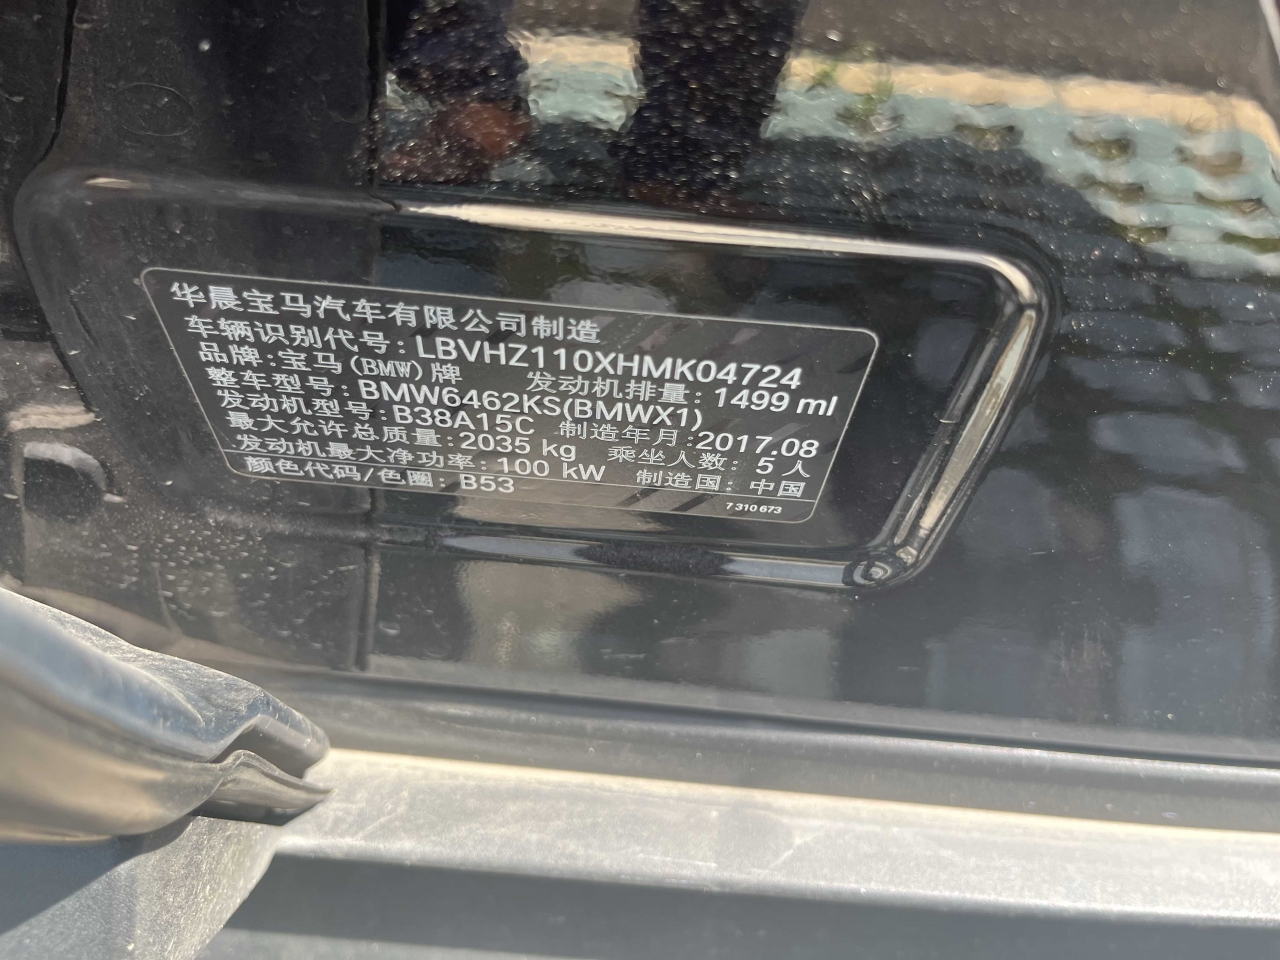 华晨宝马汽车有限公司制造
车辆识别代号: LBVHZ110XHMK04724
品牌:宝马(BMW)牌 发动机排量: 1499 ml
整车型号: BMW6462KS(BMWX1)
发动机型号:B38A15C 制造年月:2017.08
最大允许总质量:2035 kg 乘坐人数: 5 人
发动机最大净功率: 100 kW 制造国: 中国
颜色代码/色圈: B53
7 310 673